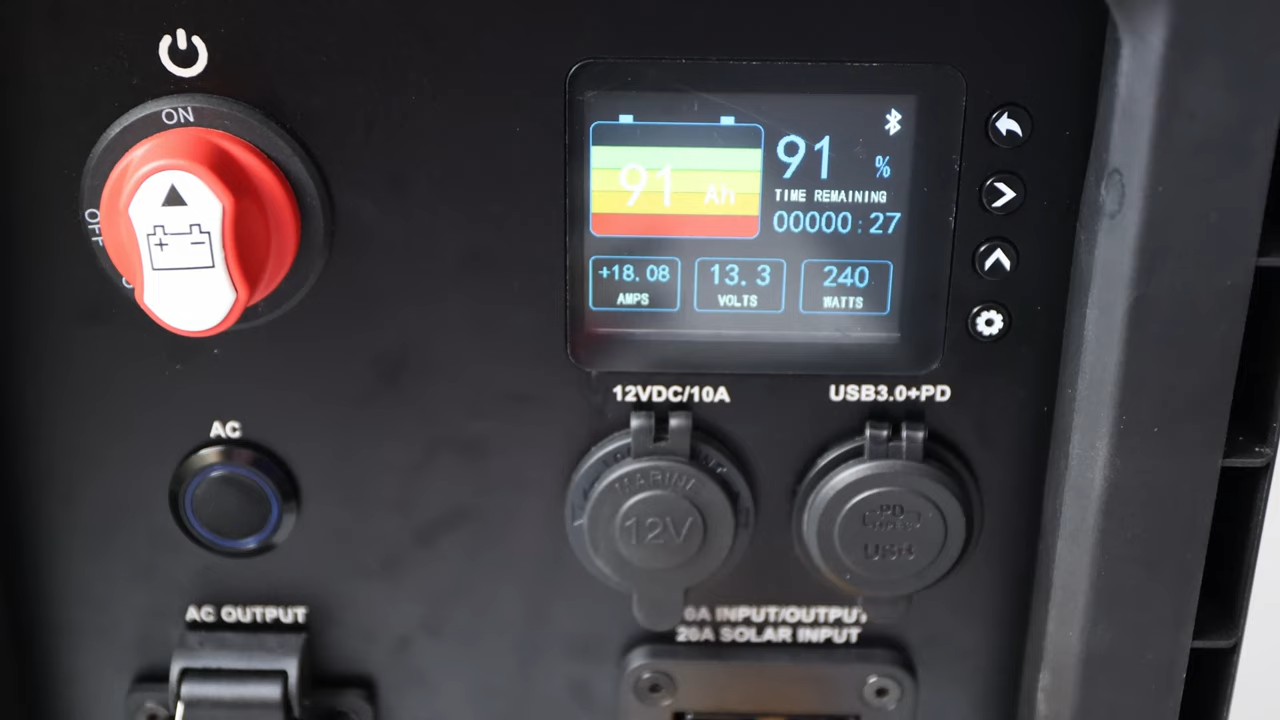 ON
OFF
91 Ah
91 %
TIME REMAINING
00000:27
+18.08
AMPS
13.3
VOLTS
240
WATTS
12VDC/10A
USB3.0+PD
AC
MARINE
12V
PD
USB
AC OUTPUT
INPUT/OUTPUT
20A SOLAR INPUT